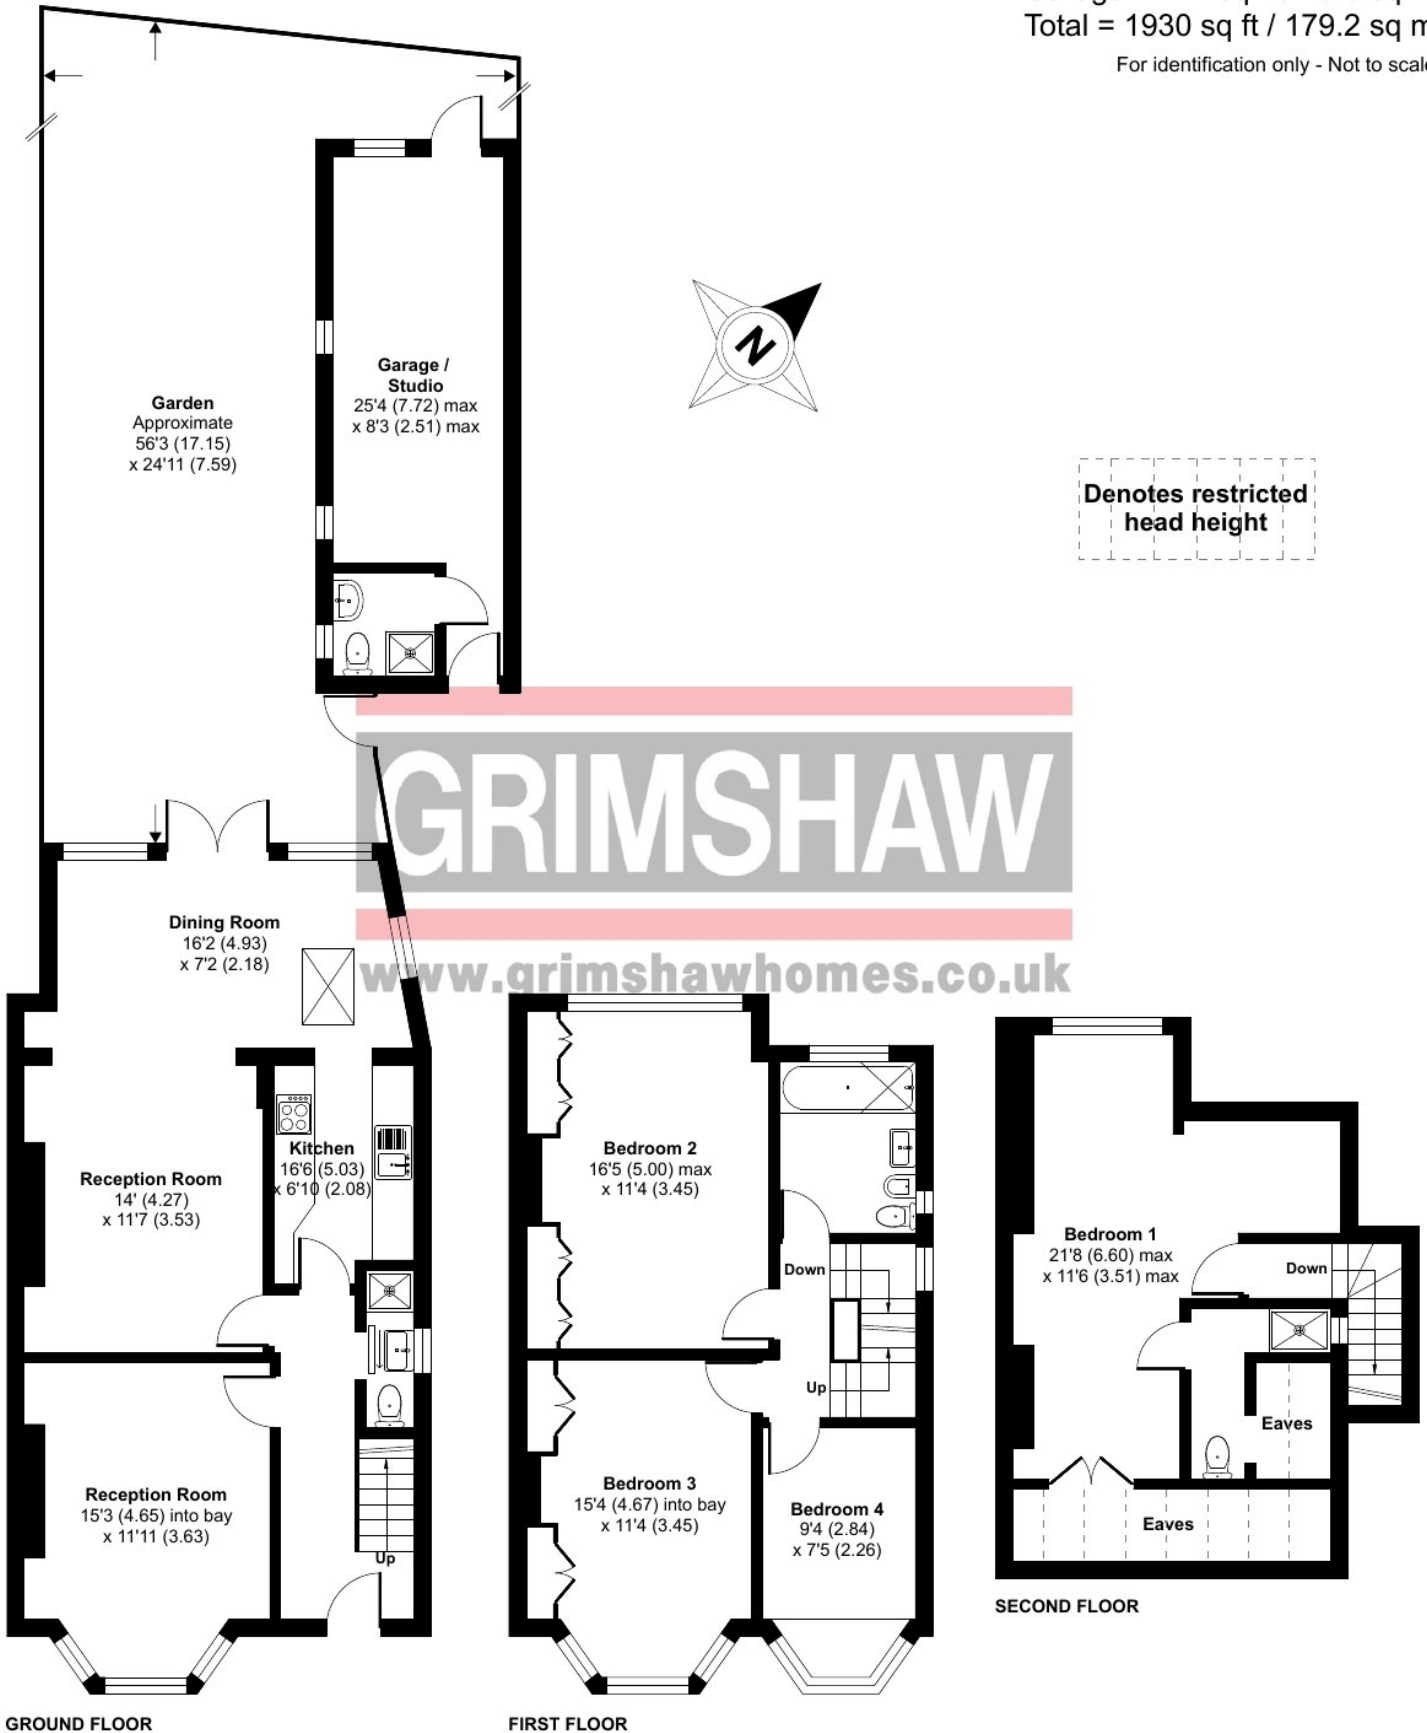 Total = 1930 sq ft / 179.2 sq m
For identification only - Not to scale
N
Garage /
Studio
25'4 (7.72) max
x 8'3 (2.51) max
Garden
Approximate
56'3 (17.15)
x 24'11 (7.59)
Denotes restricted
head height
GRIMSHAW
www.grimshawhomes.co.uk
Dining Room
16'2 (4.93)
x 7'2 (2.18)
Kitchen
16'6 (5.03)
x 6'10 (2.08)
Reception Room
14' (4.27)
x 11'7 (3.53)
Reception Room
15'3 (4.65) into bay
x 11'11 (3.63)
Up
GROUND FLOOR
Bedroom 2
16'5 (5.00) max
x 11'4 (3.45)
Down
Up
Bedroom 3
15'4 (4.67) into bay
x 11'4 (3.45)
Bedroom 4
9'4 (2.84)
x 7'5 (2.26)
FIRST FLOOR
Bedroom 1
21'8 (6.60) max
x 11'6 (3.51) max
Down
Eaves
Eaves
SECOND FLOOR